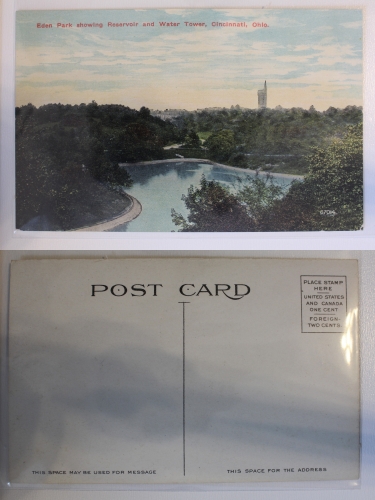 Eden Park showing Reservoir and Water Tower, Cincinnati, Ohio.
6704
POST CARD
PLACE STAMP
HERE
UNITED STATES
AND CANADA
ONE CENT
FOREIGN-
TWO CENTS
THIS SPACE MAY BE USED FOR MESSAGE
THIS SPACE FOR THE ADDRESS